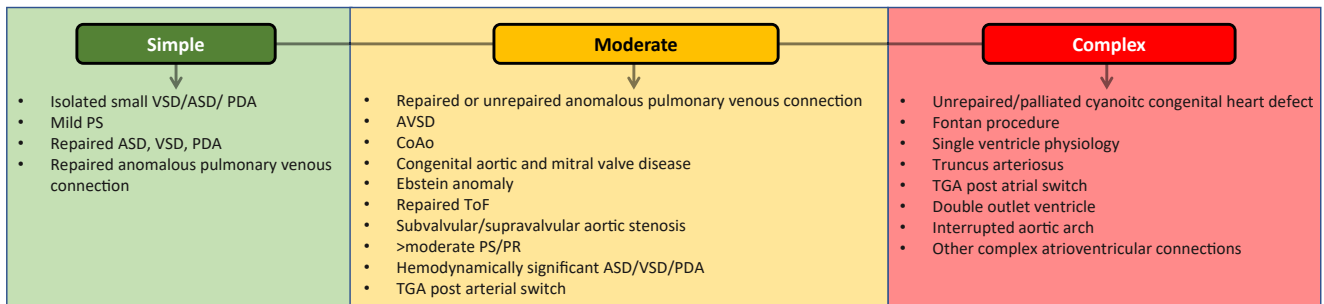 Simple
• Isolated small VSD/ASD/ PDA
• Mild PS
• Repaired ASD, VSD, PDA
• Repaired anomalous pulmonary venous
connection
Moderate
• Repaired or unrepaired anomalous pulmonary venous connection
• AVSD
• CoAo
• Congenital aortic and mitral valve disease
• Ebstein anomaly
• Repaired ToF
• Subvalvular/supravalvular aortic stenosis
• >moderate PS/PR
• Hemodynamically significant ASD/VSD/PDA
• TGA post arterial switch
Complex
• Unrepaired/palliated cyanoitc congenital heart defect
• Fontan procedure
• Single ventricle physiology
• Truncus arteriosus
• TGA post atrial switch
• Double outlet ventricle
• Interrupted aortic arch
• Other complex atrioventricular connections